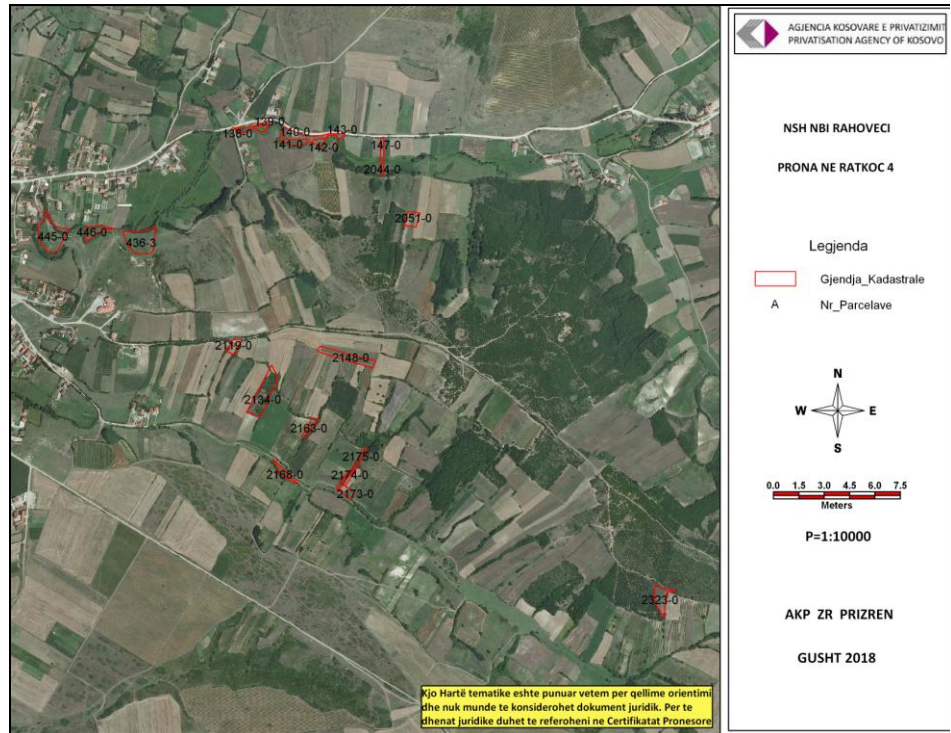 AGJENCIA KOSOVARE E PRIVATIZIMIT
PRIVATISATION AGENCY OF KOSOVO
NSH NBI RAHOVECI
PRONA NE RATKOC 4
Legjenda
Gjendja_Kadastrale
A Nr_Parcelave
N
W E
S
0.0 1.5 3.0 4.5 6.0 7.5
Meters
P=1:10000
AKP ZR PRIZREN
GUSHT 2018
139-0
138-0
140-0
143-0
141-0
142-0
147-0
2044-0
2051-0
445-0
446-0
436-3
2119-0
2148-0
2134-0
2163-0
2175-0
2168-0
2174-0
2173-0
2323-0
Kjo Hartë tematike eshte punuar vetem per qellime orientimi
dhe nuk munde te konsiderohet dokument juridik. Per te
dhenat juridike duhet te referoheni ne Certifikatat Pronesore